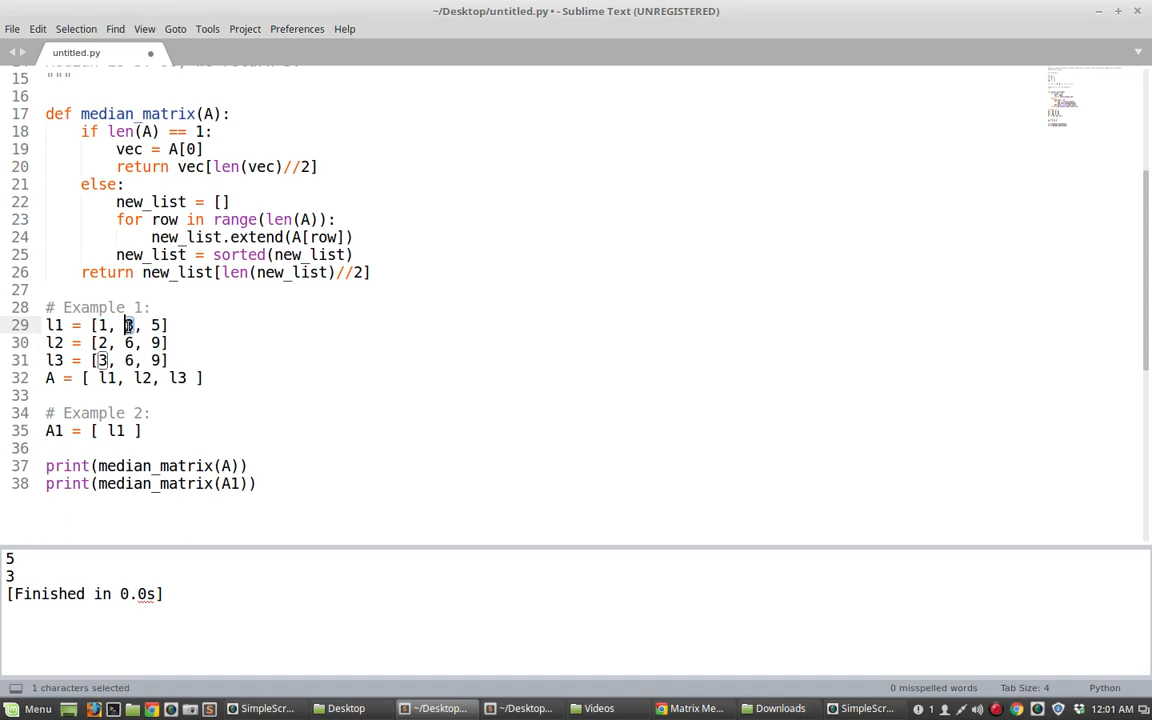 ~/Desktop/untitled.py • - Sublime Text (UNREGISTERED)
File Edit Selection Find View Goto Tools Project Preferences Help
untitled.py
15 """
16
17 def median_matrix(A):
18 if len(A) == 1:
19 vec = A[0]
20 return vec[len(vec)//2]
21 else:
22 new_list = []
23 for row in range(len(A)):
24 new_list.extend(A[row])
25 new_list = sorted(new_list)
26 return new_list[len(new_list)//2]
27
28 # Example 1:
29 l1 = [1, 3, 5]
30 l2 = [2, 6, 9]
31 l3 = [3, 6, 9]
32 A = [ l1, l2, l3 ]
33
34 # Example 2:
35 A1 = [ l1 ]
36
37 print(median_matrix(A))
38 print(median_matrix(A1))
5
3
[Finished in 0.0s]
1 characters selected 0 misspelled words Tab Size: 4 Python
Menu SimpleScr... Desktop ~/Desktop... ~/Desktop... Videos Matrix Me... Downloads SimpleScr... 1 12:01 AM